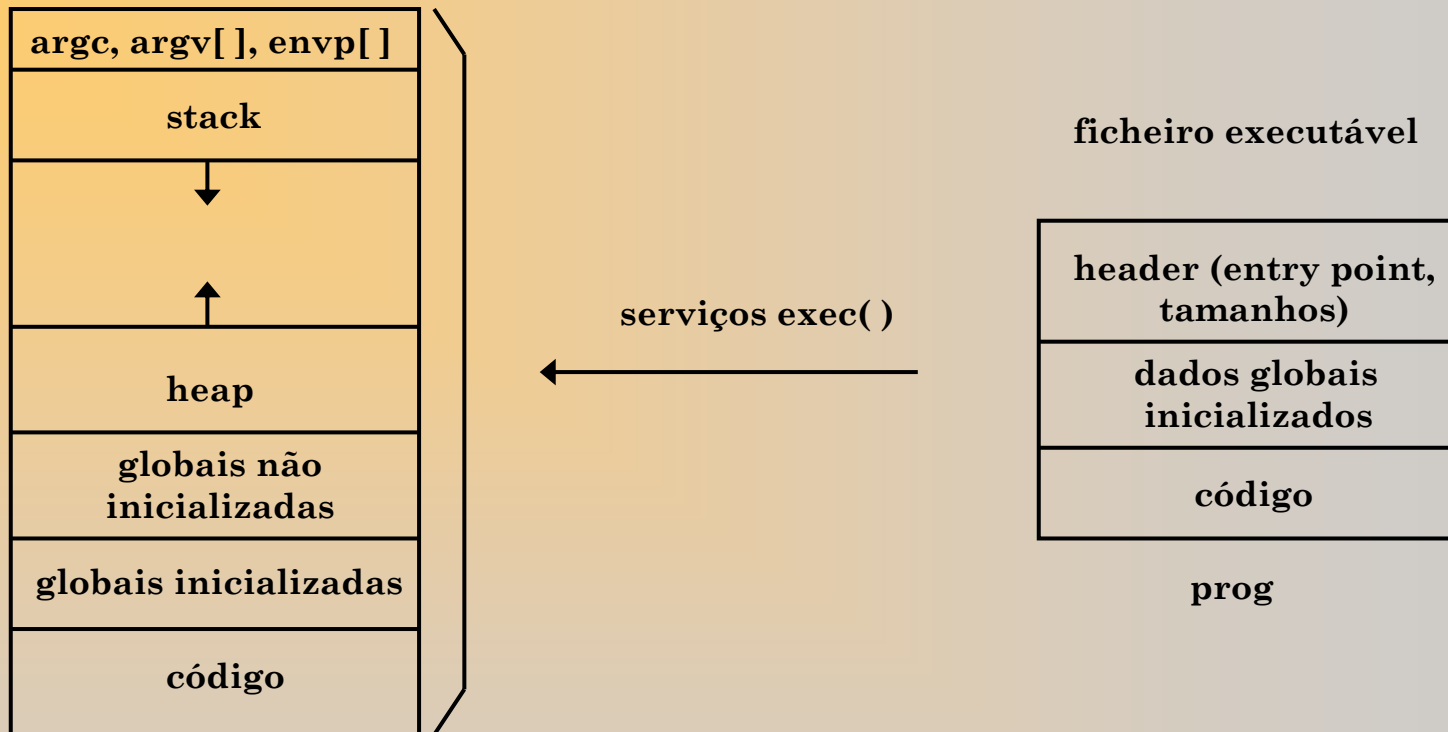 argc, argv[ ], envp[ ]
stack
heap
globais não
inicializadas
globais inicializadas
código
serviços exec( )
ficheiro executável
header (entry point,
tamanhos)
dados globais
inicializados
código
prog